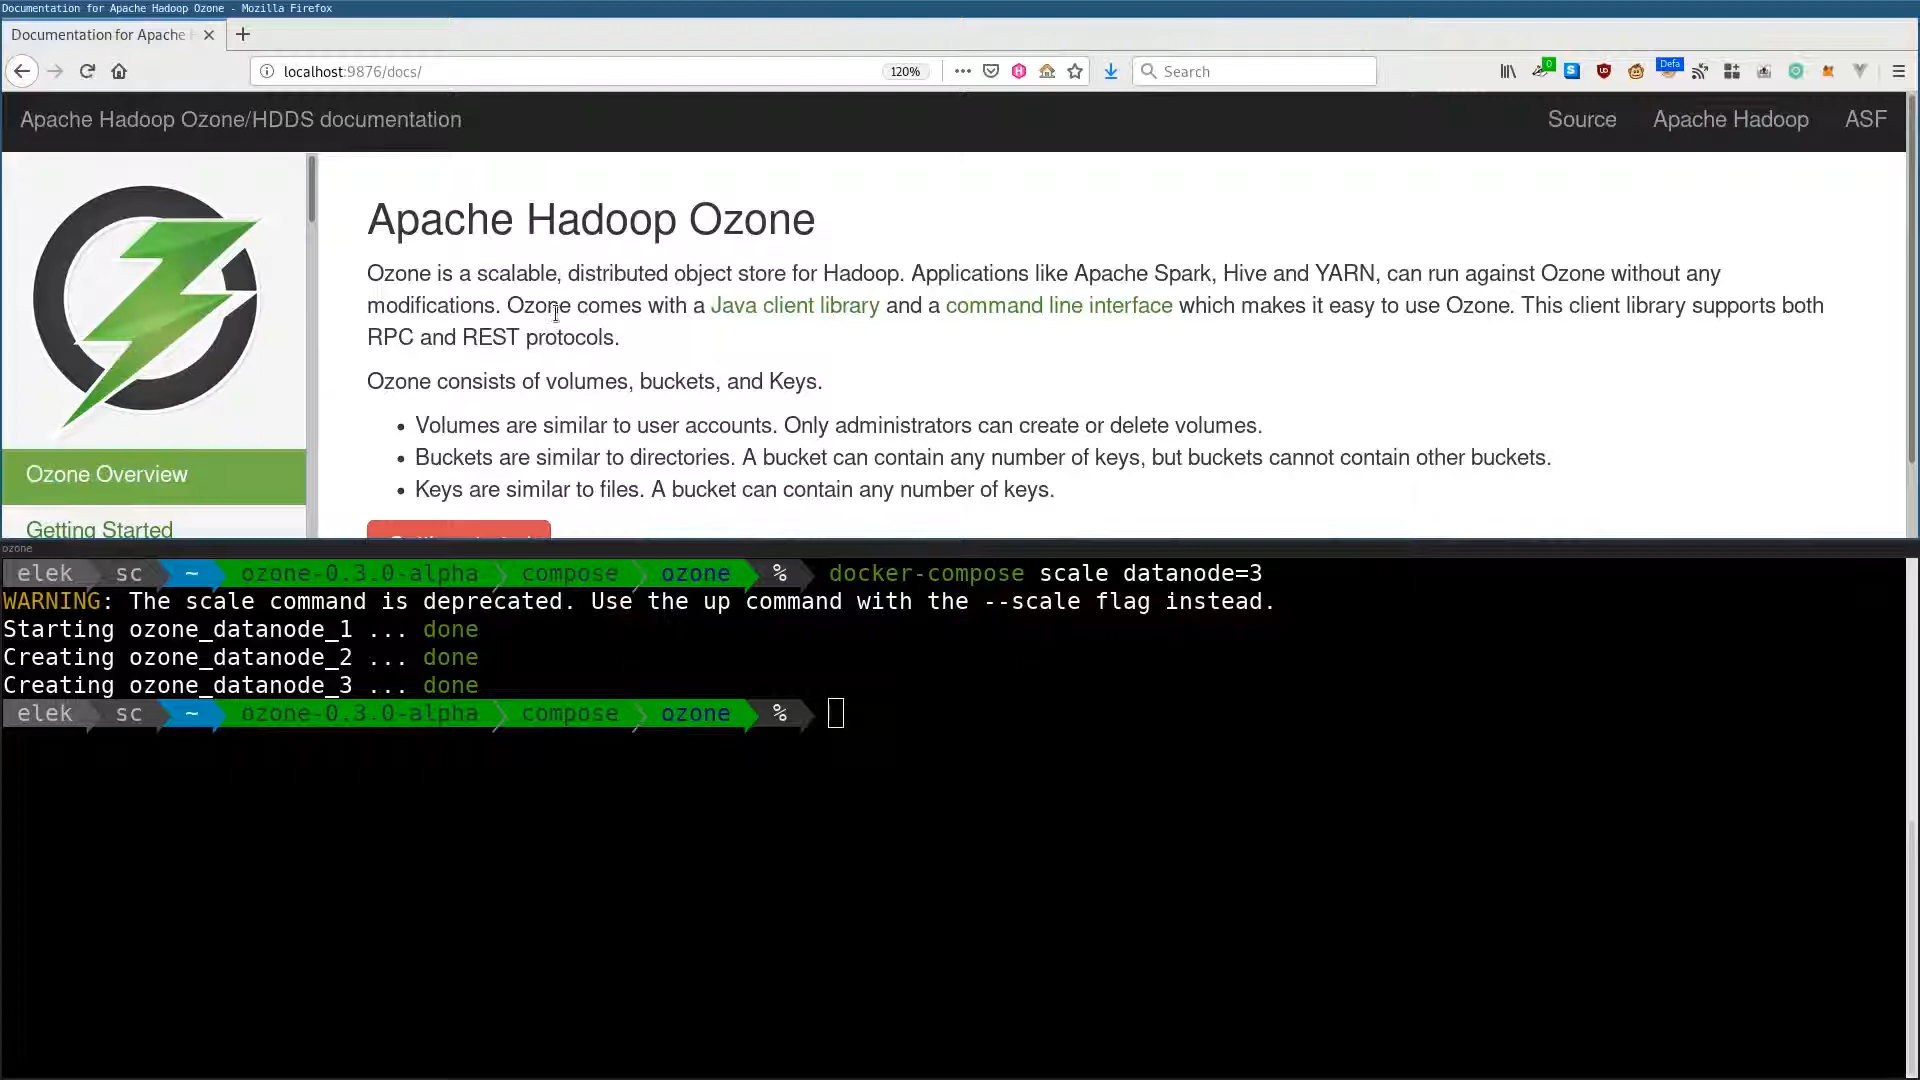 Documentation for Apache Hadoop Ozone - Mozilla Firefox
Documentation for Apache
localhost:9876/docs/
120%
Search
0
Defa
Apache Hadoop Ozone/HDDS documentation
Source
Apache Hadoop
ASF
Apache Hadoop Ozone
Ozone is a scalable, distributed object store for Hadoop. Applications like Apache Spark, Hive and YARN, can run against Ozone without any
modifications. Ozone comes with a Java client library and a command line interface which makes it easy to use Ozone. This client library supports both
RPC and REST protocols.
Ozone consists of volumes, buckets, and Keys.
• Volumes are similar to user accounts. Only administrators can create or delete volumes.
• Buckets are similar to directories. A bucket can contain any number of keys, but buckets cannot contain other buckets.
• Keys are similar to files. A bucket can contain any number of keys.
Ozone Overview
Getting Started
ozone
elek sc ~ ozone-0.3.0-alpha compose ozone % docker-compose scale datanode=3
WARNING: The scale command is deprecated. Use the up command with the --scale flag instead.
Starting ozone_datanode_1 ... done
Creating ozone_datanode_2 ... done
Creating ozone_datanode_3 ... done
elek sc ~ ozone-0.3.0-alpha compose ozone %